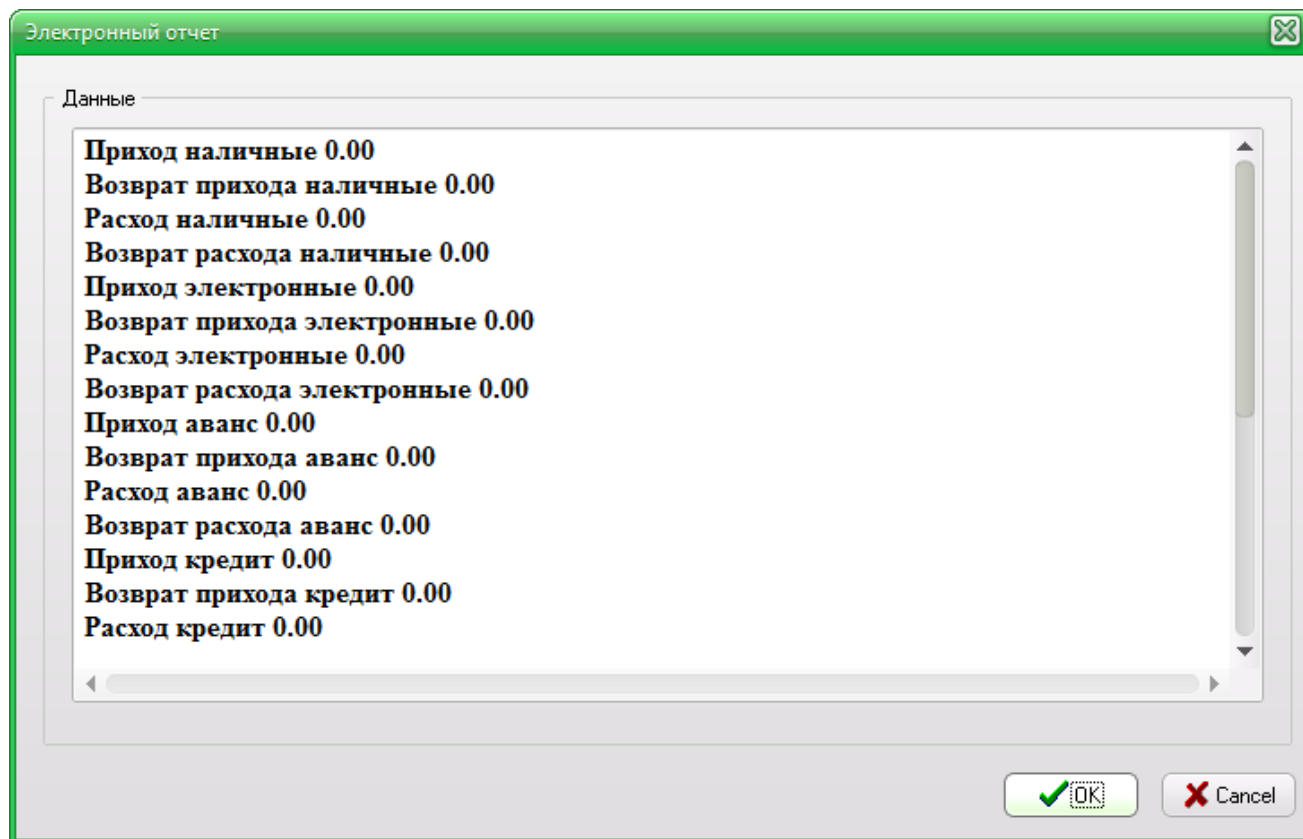 Электронный отчет
Данные
Приход наличные 0.00
Возврат прихода наличные 0.00
Расход наличные 0.00
Возврат расхода наличные 0.00
Приход электронные 0.00
Возврат прихода электронные 0.00
Расход электронные 0.00
Возврат расхода электронные 0.00
Приход аванс 0.00
Возврат прихода аванс 0.00
Расход аванс 0.00
Возврат расхода аванс 0.00
Приход кредит 0.00
Возврат прихода кредит 0.00
Расход кредит 0.00
OK Cancel